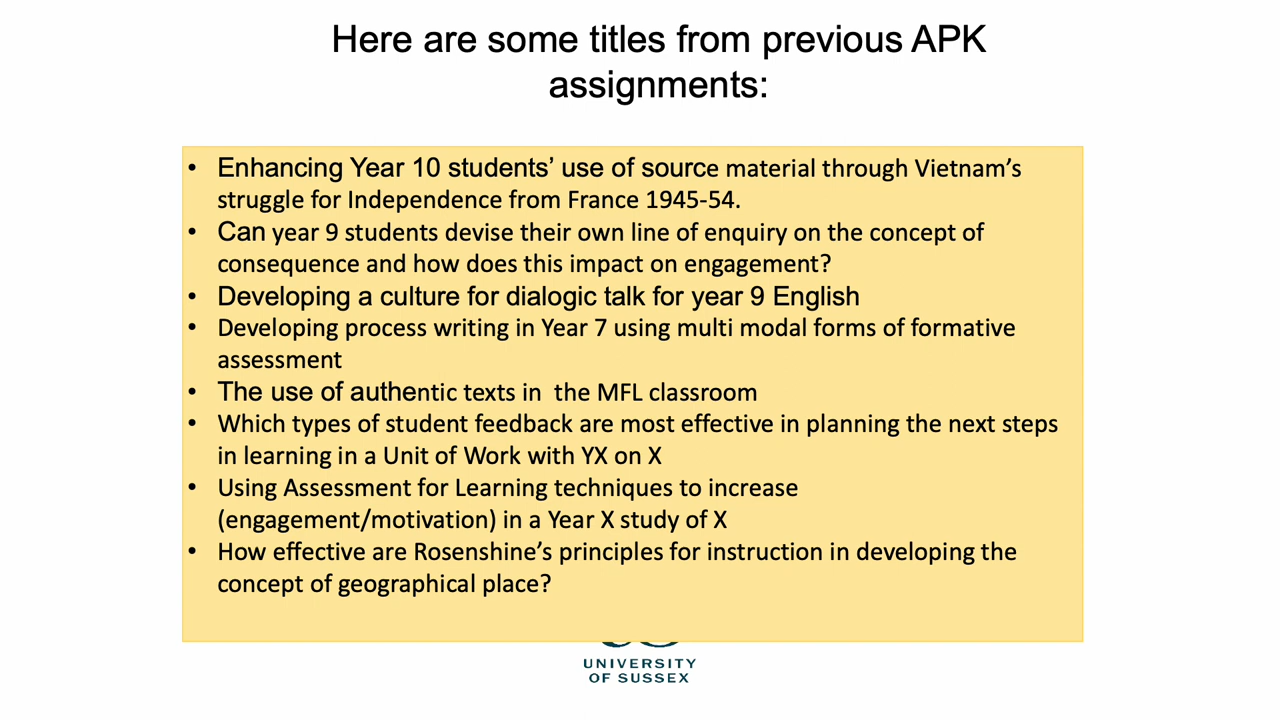 Here are some titles from previous APK
assignments:
• Enhancing Year 10 students’ use of source material through Vietnam’s
struggle for Independence from France 1945-54.
• Can year 9 students devise their own line of enquiry on the concept of
consequence and how does this impact on engagement?
• Developing a culture for dialogic talk for year 9 English
• Developing process writing in Year 7 using multi modal forms of formative
assessment
• The use of authentic texts in  the MFL classroom
• Which types of student feedback are most effective in planning the next steps
in learning in a Unit of Work with YX on X
• Using Assessment for Learning techniques to increase
(engagement/motivation) in a Year X study of X
• How effective are Rosenshine’s principles for instruction in developing the
concept of geographical place?
UNIVERSITY
OF SUSSEX